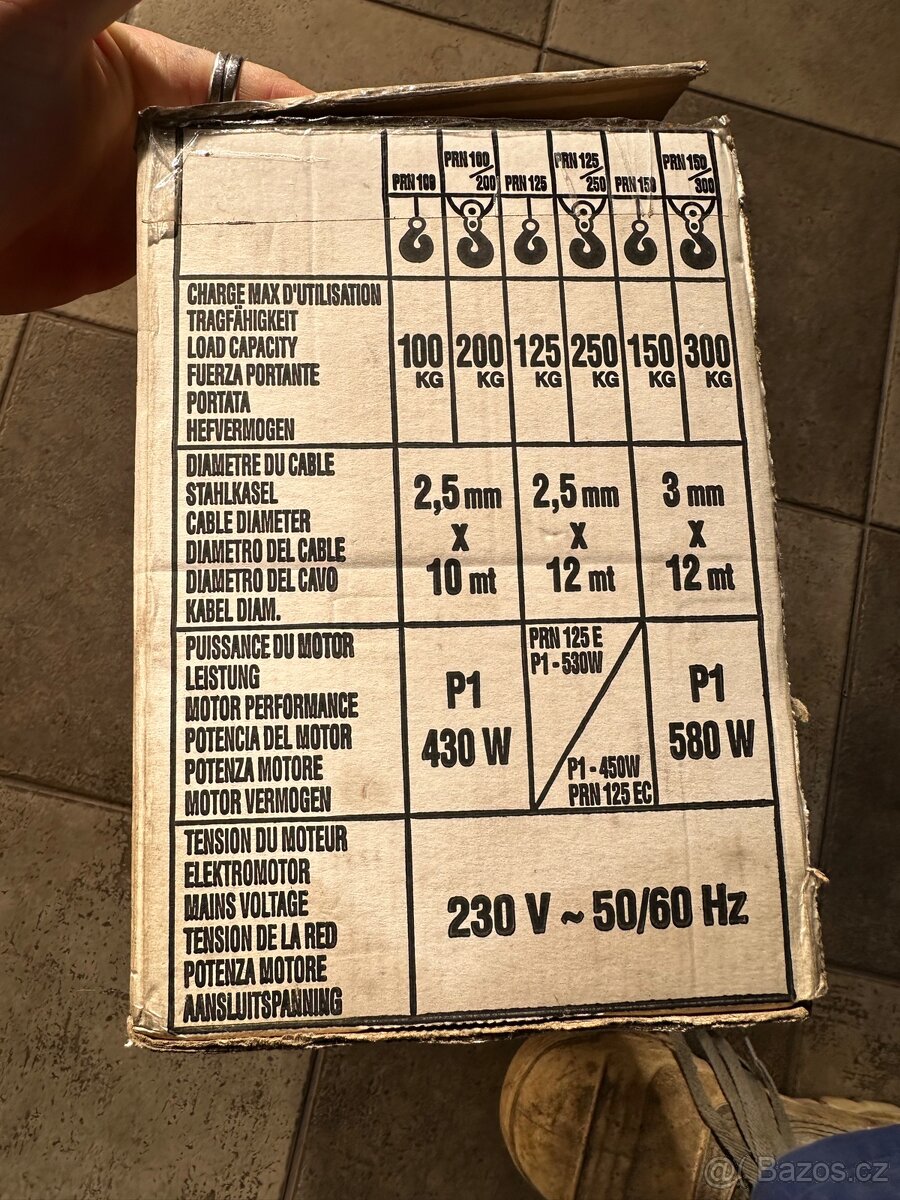 PRN 100
PRN 100/200
PRN 125
PRN 125/250
PRN 150
PRN 150/300
CHARGE MAX D'UTILISATION
TRAGFÄHIGKEIT
LOAD CAPACITY
FUERZA PORTANTE
PORTATA
HEFVERMOGEN
100 KG
200 KG
125 KG
250 KG
150 KG
300 KG
DIAMETRE DU CABLE
STAHLKASEL
CABLE DIAMETER
DIAMETRO DEL CABLE
DIAMETRO DEL CAVO
KABEL DIAM.
2,5 mm
x
10 mt
2,5 mm
x
12 mt
3 mm
x
12 mt
PUISSANCE DU MOTOR
LEISTUNG
MOTOR PERFORMANCE
POTENCIA DEL MOTOR
POTENZA MOTORE
MOTOR VERMOGEN
P1
430 W
PRN 125 E
P1 - 530W
P1 - 450W
PRN 125 EC
P1
580 W
TENSION DU MOTEUR
ELEKTROMOTOR
MAINS VOLTAGE
TENSION DE LA RED
POTENZA MOTORE
AANSLUITSPANNING
230 V ~ 50/60 Hz
@ Bazos.cz